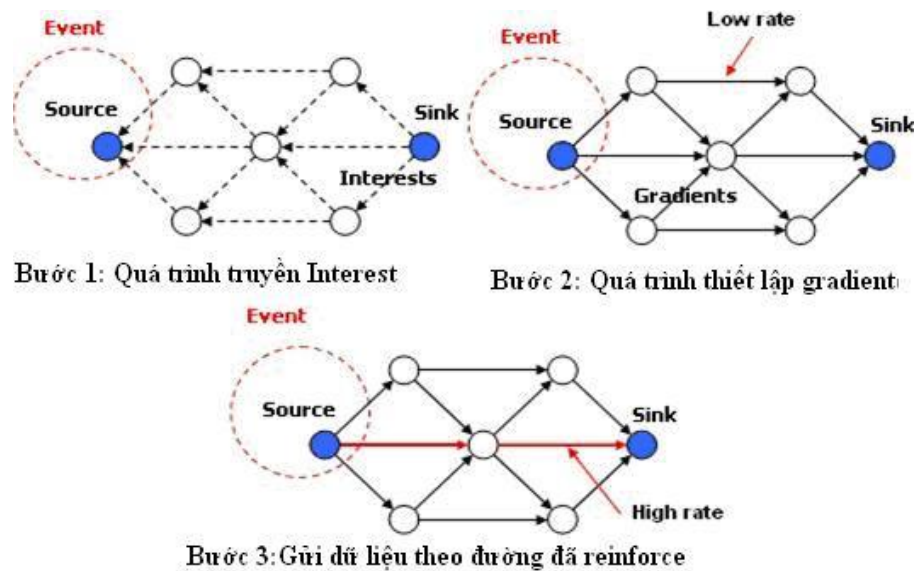 Event
Source
Sink
Interests
Bước 1: Quá trình truyền Interest
Low rate
Event
Source
Sink
Gradients
Bước 2: Quá trình thiết lập gradient
Event
Source
Sink
High rate
Bước 3:Gửi dữ liệu theo đường đã reinforce